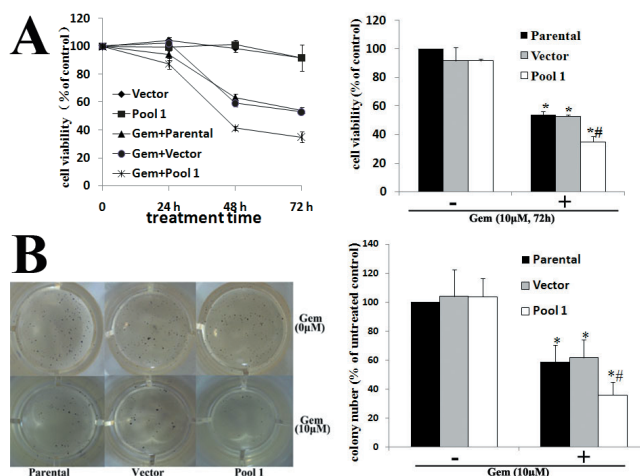 A
cell viability ( % of control)
120
100
80
60
40
20
0
0
24 h
48 h
72 h
treatment time
Vector
Pool 1
Gem+Parental
Gem+Vector
Gem+Pool 1
cell viability (% of control)
120
100
80
60
40
20
0
Parental
Vector
Pool 1
* * *#
- +
Gem (10µM, 72h)
B
Gem
(0µM)
Gem
(10µM)
Parental Vector Pool 1
colony nuber (% of untreated control)
140
120
100
80
60
40
20
0
Parental
Vector
Pool 1
* * *#
- +
Gem (10µM)